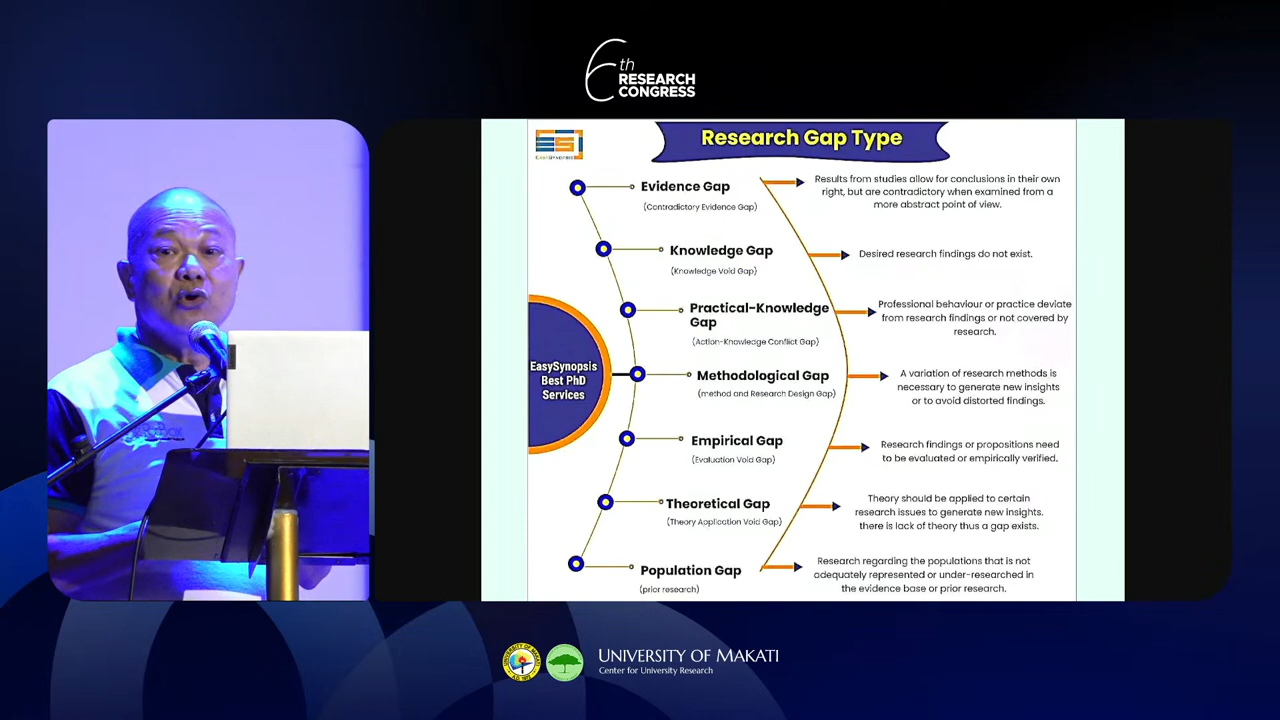 6th
RESEARCH
CONGRESS
Research Gap Type
ESI
EASYSYNOPSIS
Evidence Gap
(Contradictory Evidence Gap)
Results from studies allow for conclusions in their own
right, but are contradictory when examined from a
more abstract point of view.
Knowledge Gap
(Knowledge Void Gap)
Desired research findings do not exist.
Practical-Knowledge
Gap
(Action-Knowledge Conflict Gap)
Professional behaviour or practice deviate
from research findings or not covered by
research.
EasySynopsis
Best PhD
Services
Methodological Gap
(method and Research Design Gap)
A variation of research methods is
necessary to generate new insights
or to avoid distorted findings.
Empirical Gap
(Evaluation Void Gap)
Research findings or propositions need
to be evaluated or empirically verified.
Theoretical Gap
(Theory Application Void Gap)
Theory should be applied to certain
research issues to generate new insights.
there is lack of theory thus a gap exists.
Population Gap
(prior research)
Research regarding the populations that is not
adequately represented or under-researched in
the evidence base or prior research.
UNIVERSITY OF MAKATI
Center for University Research